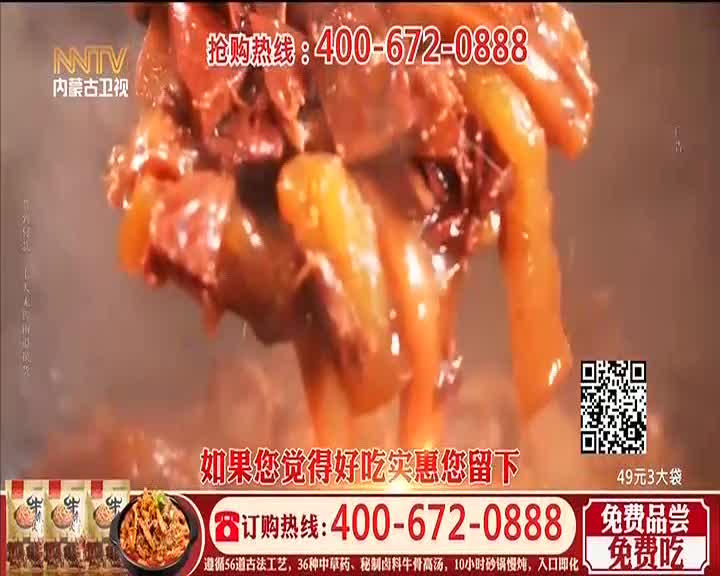 抢购热线：400-672-0888
NNTV
内蒙古卫视
广告
如果您觉得好吃实惠您留下
49元3大袋
订购热线：400-672-0888
免费品尝
免费吃
遵循56道古法工艺，36种中草药、秘制卤料牛骨高汤，10小时砂锅慢炖，入口即化